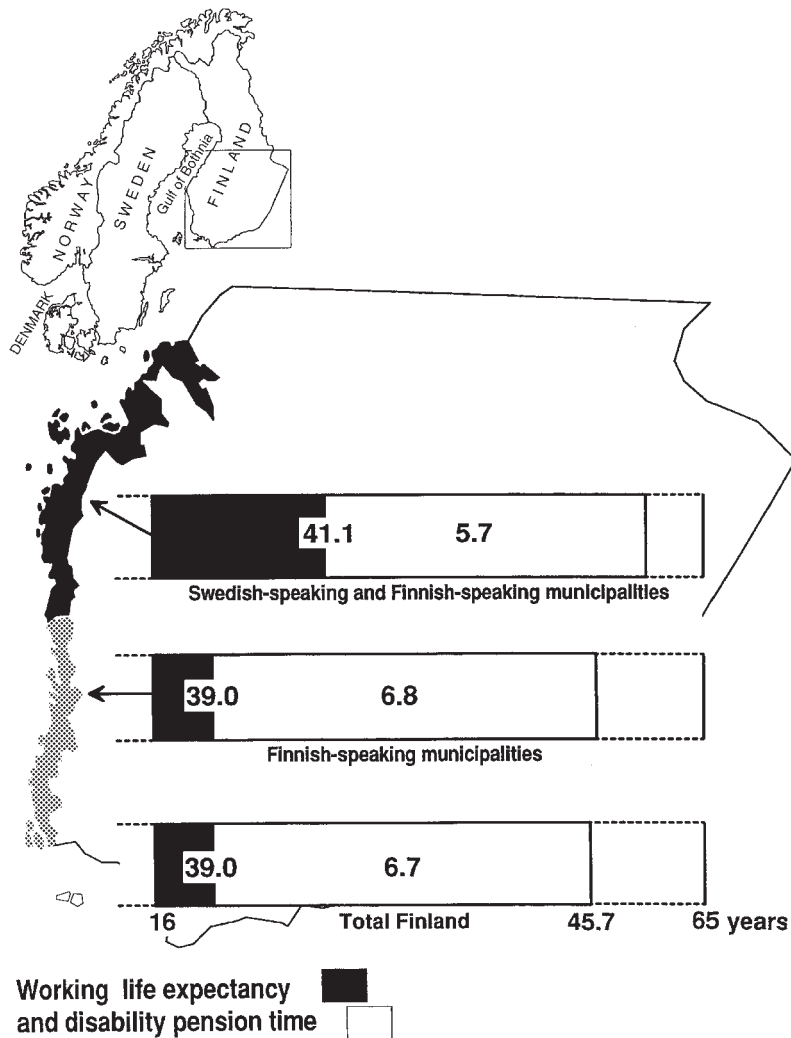 NORWAY
SWEDEN
Gulf of Bothnia
FINLAND
DENMARK
41.1 5.7
Swedish-speaking and Finnish-speaking municipalities
39.0 6.8
Finnish-speaking municipalities
39.0 6.7
16 Total Finland 45.7 65 years
Working life expectancy
and disability pension time